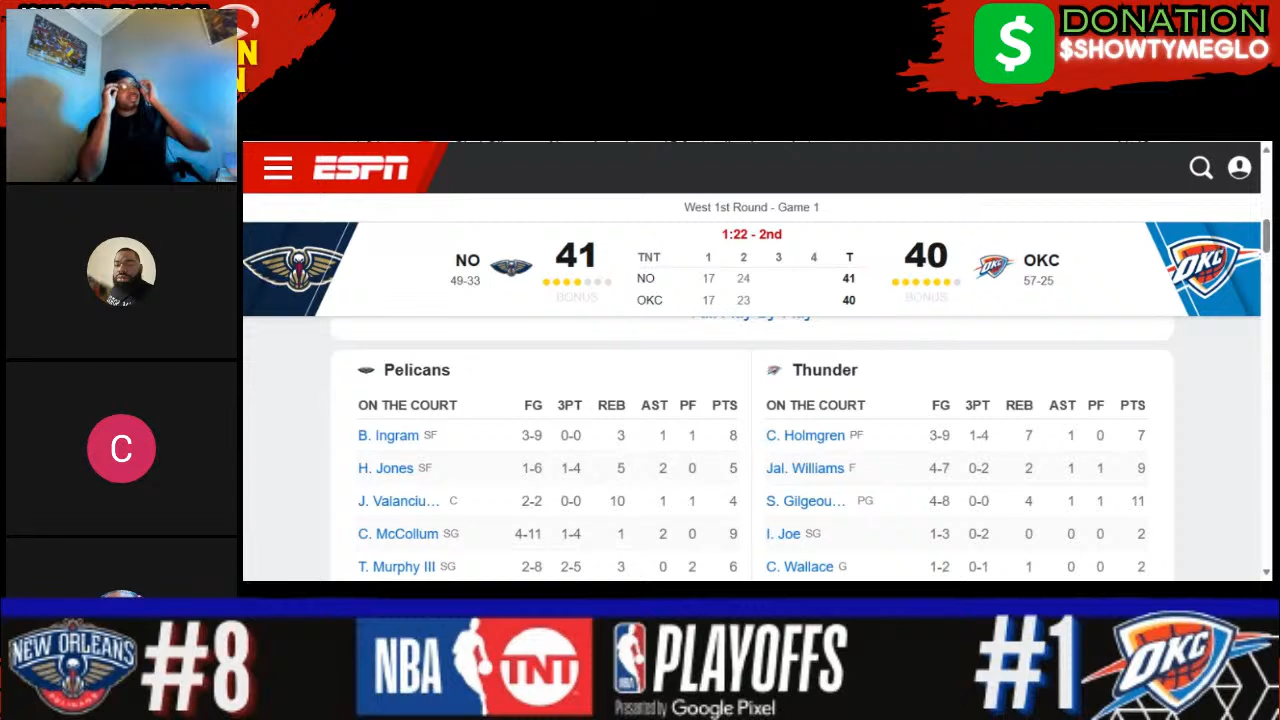 DONATION
$SHOWTYMEGLO
ESPN
West 1st Round - Game 1
NO
49-33
41
BONUS
1:22 - 2nd
TNT 1 2 3 4 T
NO 17 24 41
OKC 17 23 40
40
BONUS
OKC
57-25
Pelicans
ON THE COURT FG 3PT REB AST PF PTS
B. Ingram SF 3-9 0-0 3 1 1 8
H. Jones SF 1-6 1-4 5 2 0 5
J. Valanciu... C 2-2 0-0 10 1 1 4
C. McCollum SG 4-11 1-4 1 2 0 9
T. Murphy III SG 2-8 2-5 3 0 2 6
Thunder
ON THE COURT FG 3PT REB AST PF PTS
C. Holmgren PF 3-9 1-4 7 1 0 7
Jal. Williams F 4-7 0-2 2 1 1 9
S. Gilgeou... PG 4-8 0-0 4 1 1 11
I. Joe SG 1-3 0-2 0 0 0 2
C. Wallace G 1-2 0-1 1 0 0 2
C
NEW ORLEANS
PELICANS
#8
NBA
TNT
NBA
PLAYOFFS
Presented by Google Pixel
#1
OKC